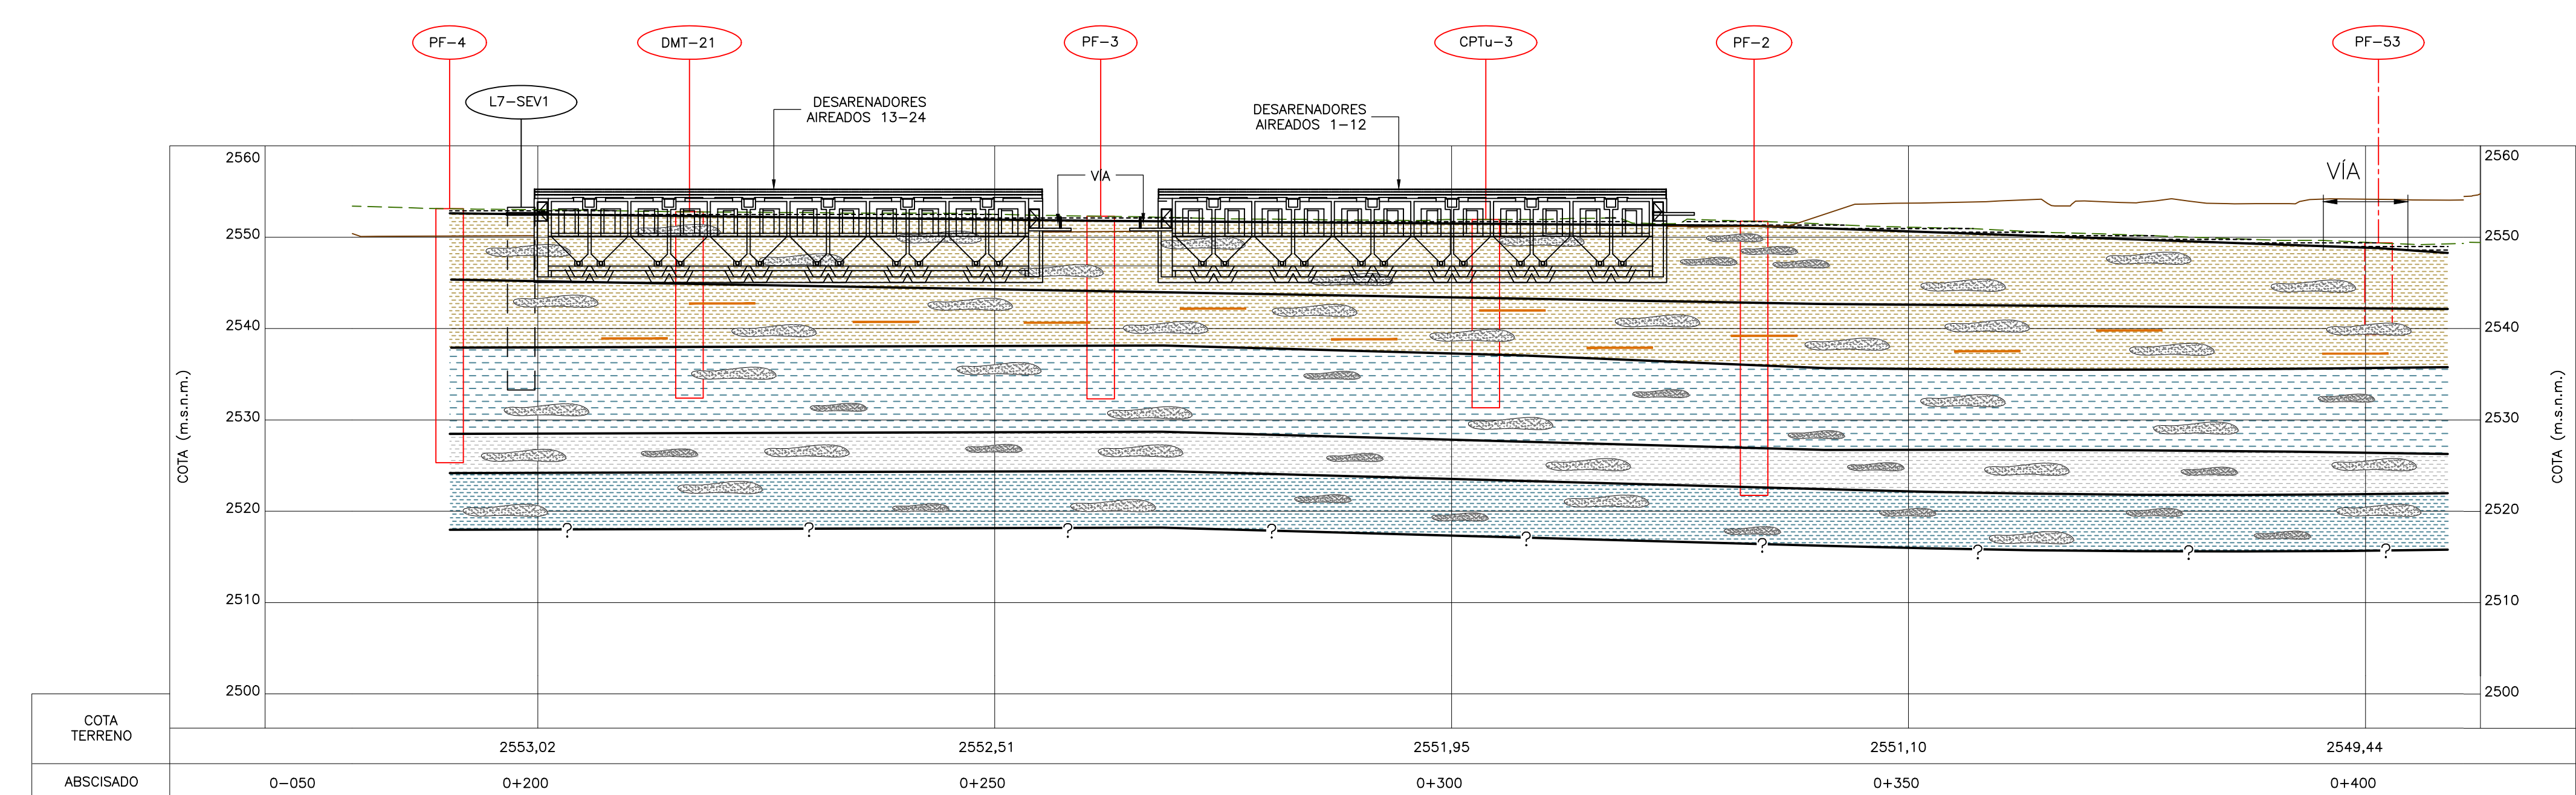 PF-4
DMT-21
PF-3
CPTu-3
PF-2
PF-53
L7-SEV1
DESARENADORES
AIREADOS 13-24
DESARENADORES
AIREADOS 1-12
VÍA
VÍA
2560
2550
2540
2530
2520
2510
2500
COTA (m.s.n.m.)
2560
2550
2540
2530
2520
2510
2500
COTA (m.s.n.m.)
? ? ? ? ? ? ? ? ?
COTA
TERRENO
2553,02 2552,51 2551,95 2551,10 2549,44
ABSCISADO
0-050 0+200 0+250 0+300 0+350 0+400